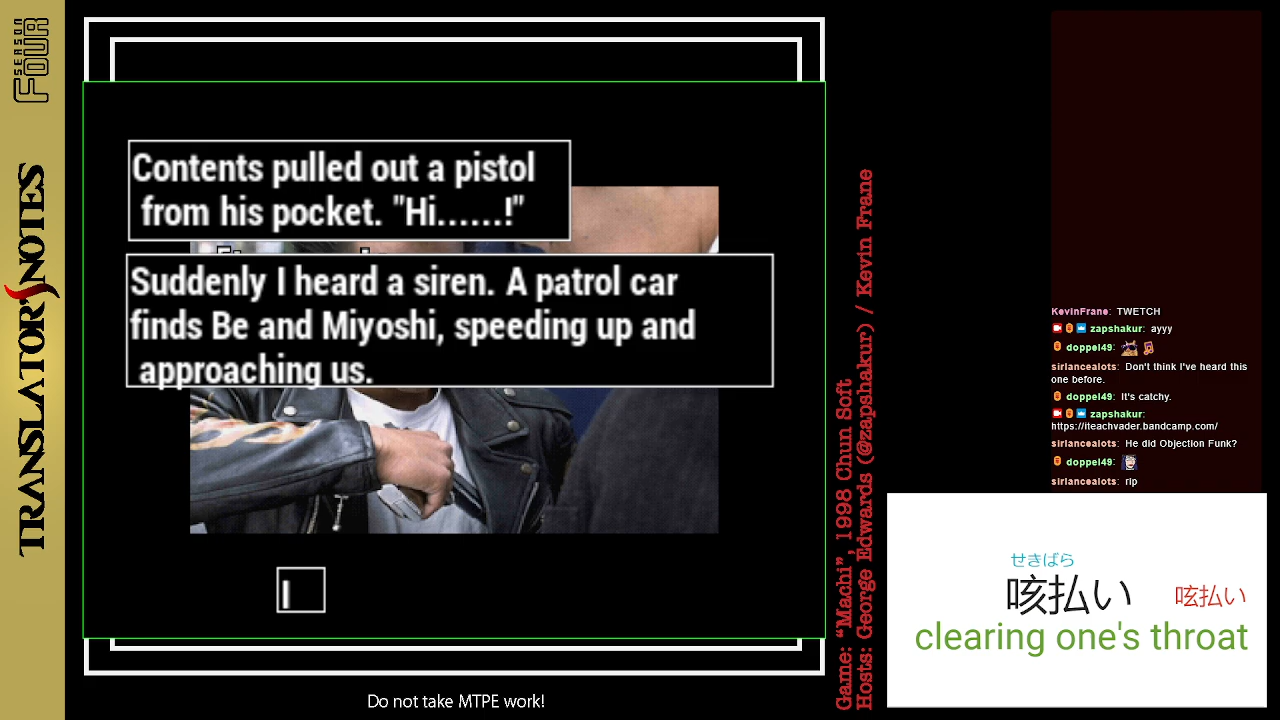 SEASON
FOUR
TRANSLATOR'S NOTES
Contents pulled out a pistol
from his pocket. "Hi......!"
Suddenly I heard a siren. A patrol car
finds Be and Miyoshi, speeding up and
approaching us.
Do not take MTPE work!
Game: "Machi", 1998 Chun Soft
Hosts: George Edwards (@zapshakur) / Kevin Frane
KevinFrane: TWETCH
zapshakur: ayyy
doppel49:
siriancealots: Don't think I've heard this
one before.
doppel49: It's catchy.
zapshakur:
https://iteachvader.bandcamp.com/
siriancealots: He did Objection Funk?
doppel49:
siriancealots: rip
せきばら
咳払い 呟払い
clearing one's throat